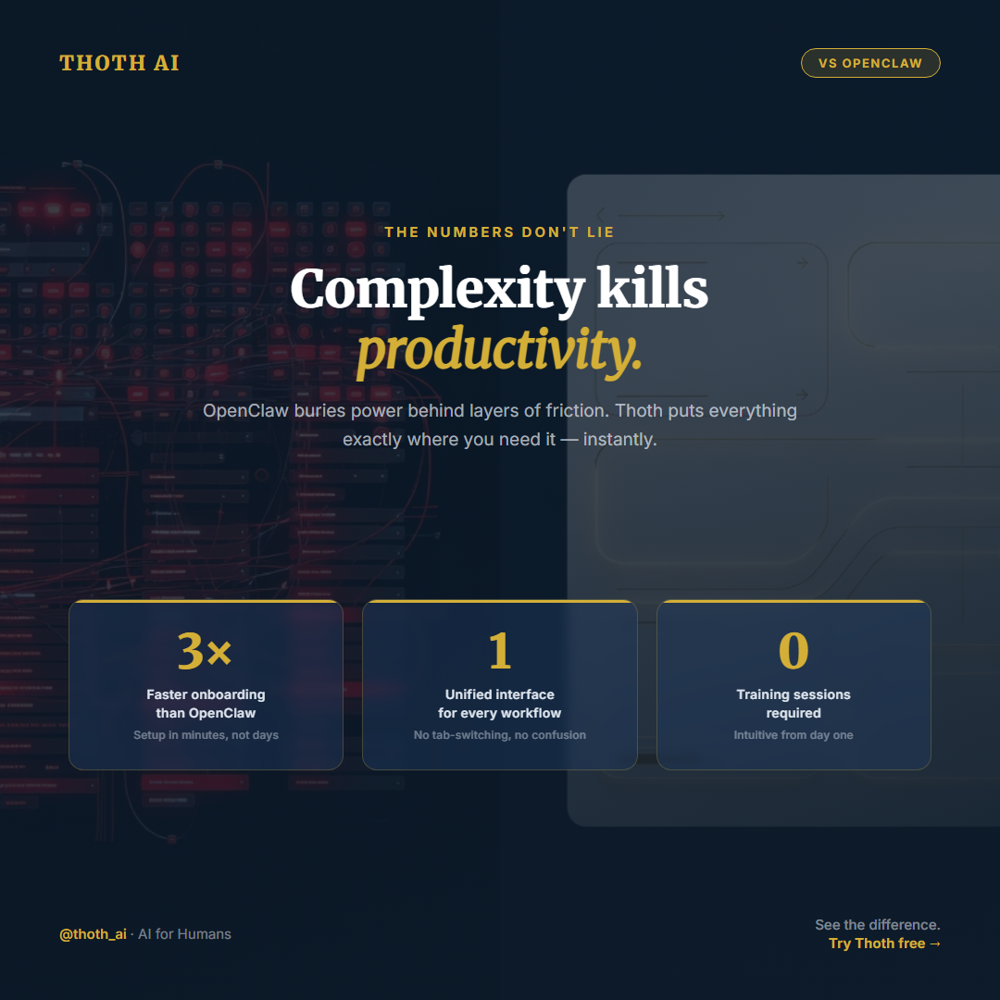 THOTH AI
VS OPENCLAW
THE NUMBERS DON'T LIE
Complexity kills
productivity.
OpenClaw buries power behind layers of friction. Thoth puts everything
exactly where you need it — instantly.
3×
Faster onboarding
than OpenClaw
Setup in minutes, not days
1
Unified interface
for every workflow
No tab-switching, no confusion
0
Training sessions
required
Intuitive from day one
@thoth_ai · AI for Humans
See the difference.
Try Thoth free →